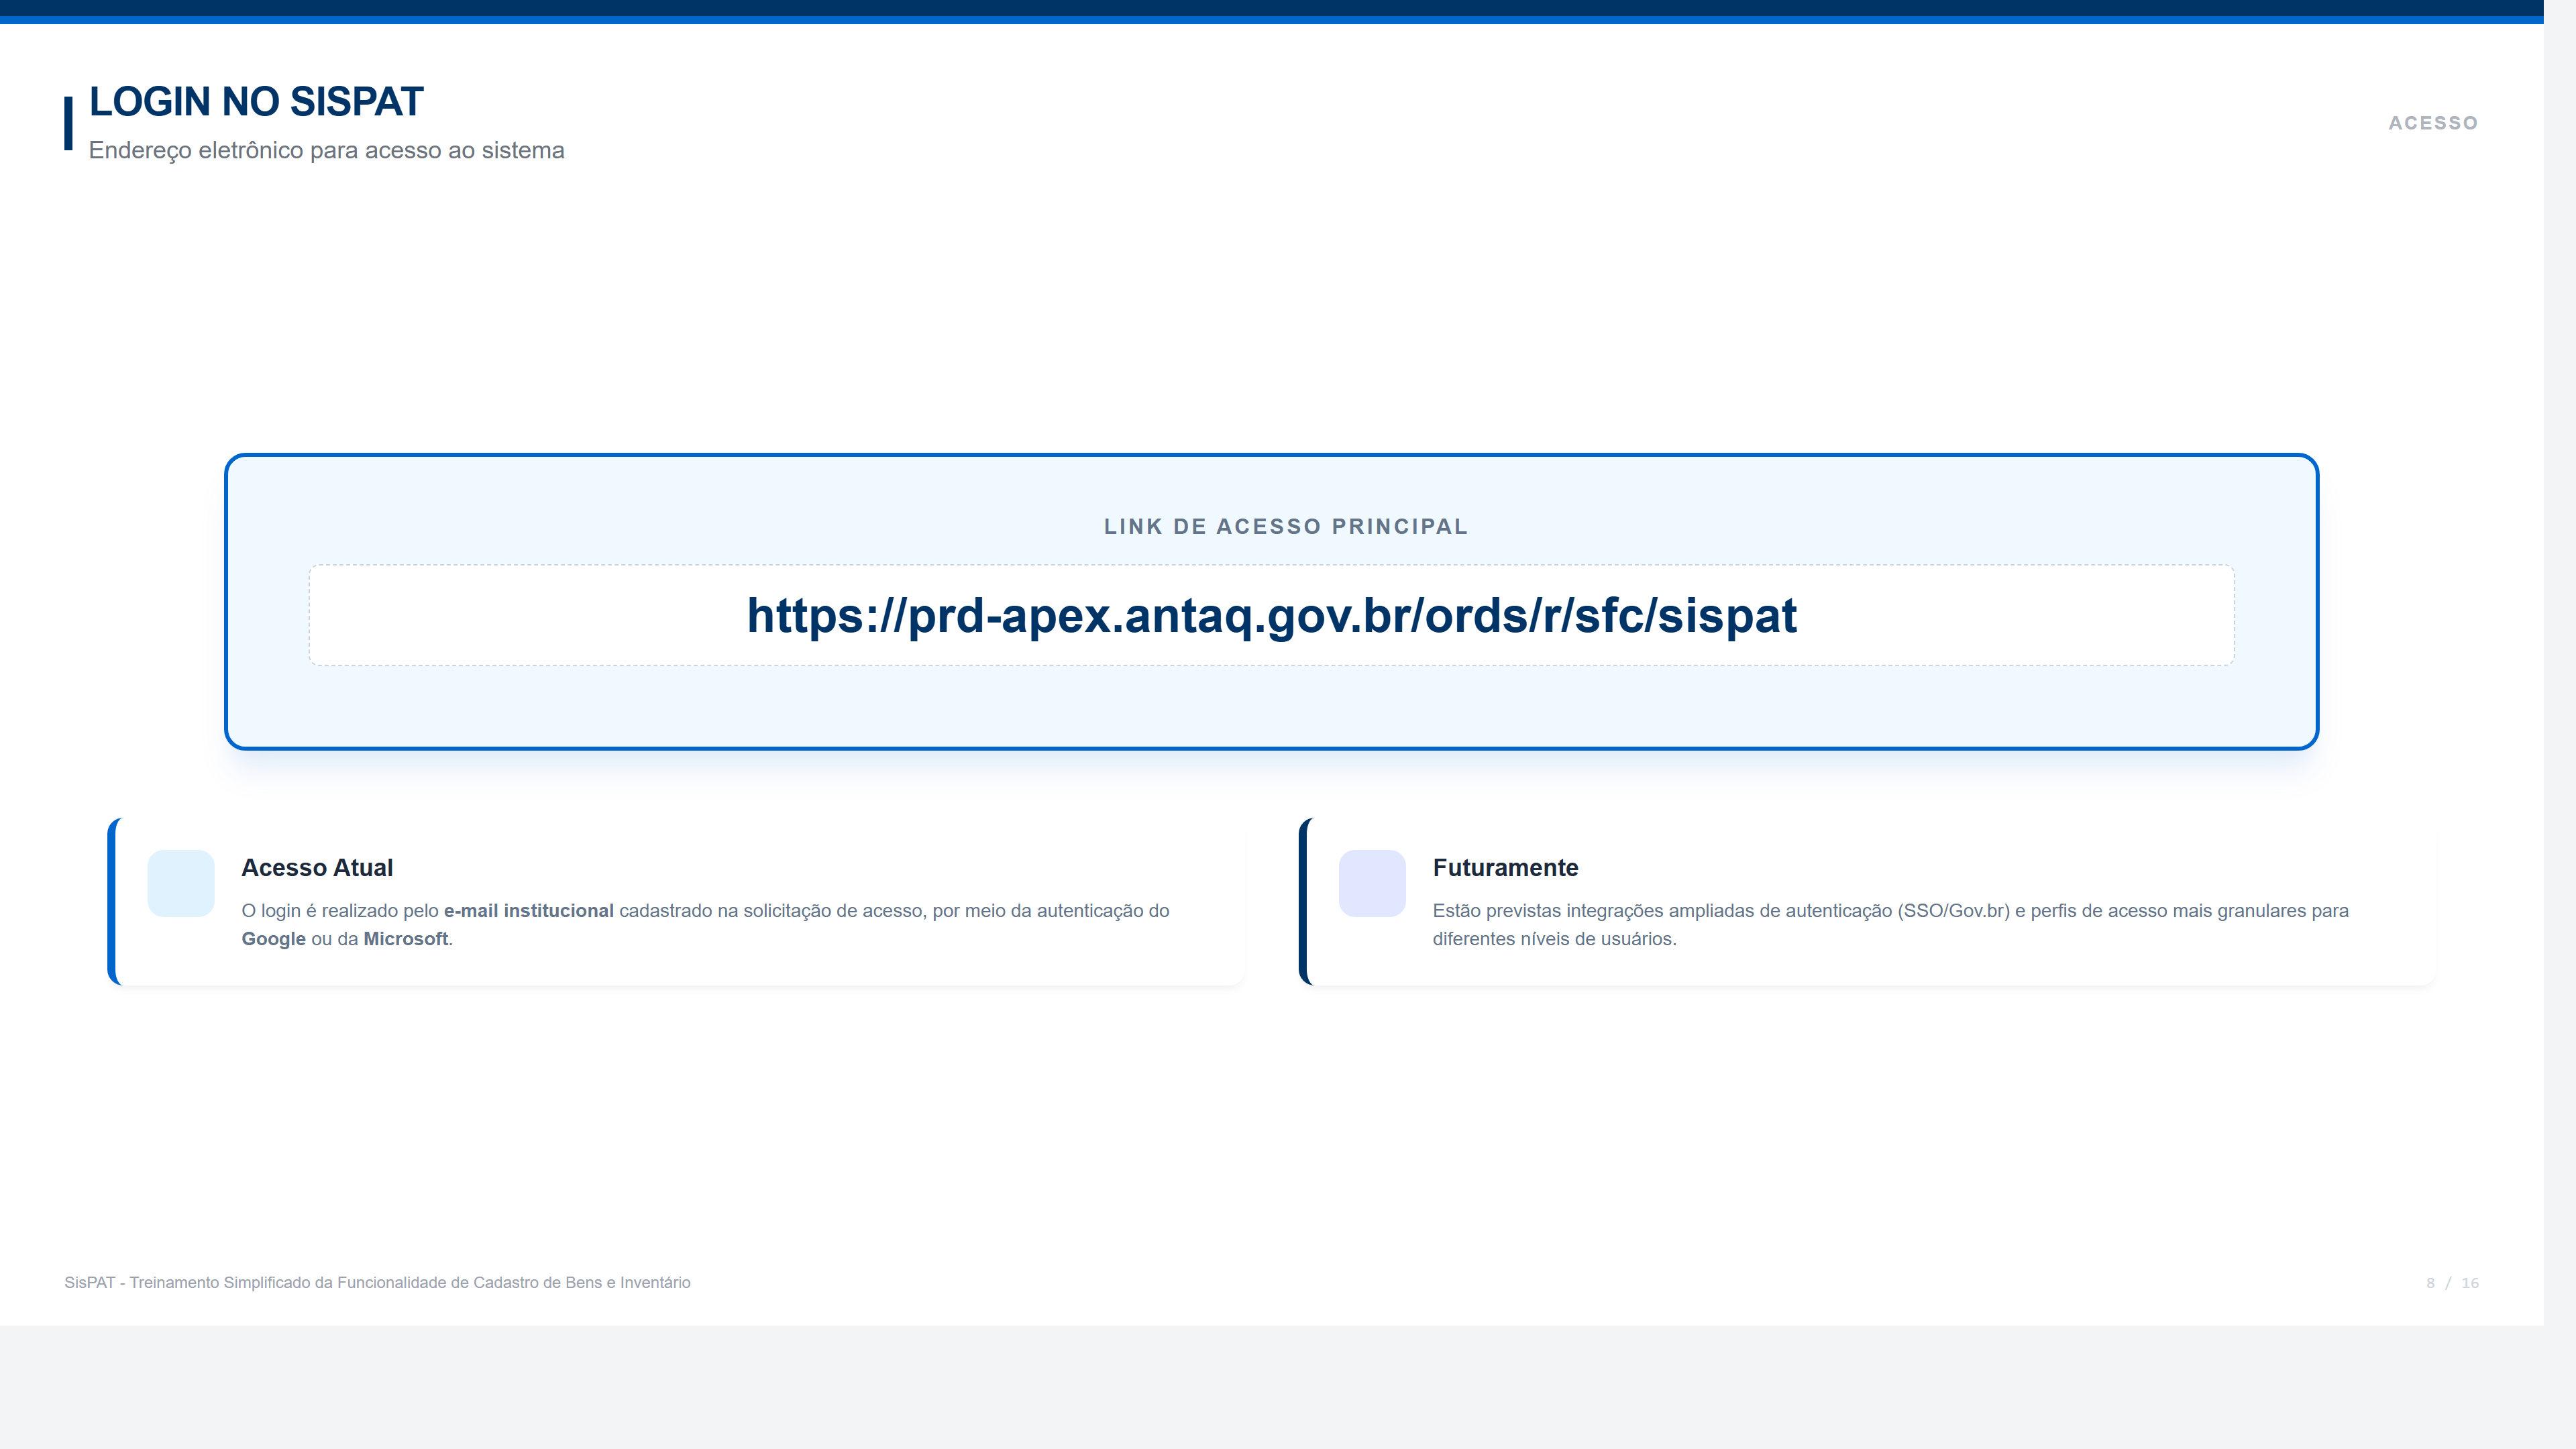 LOGIN NO SISPAT
Endereço eletrônico para acesso ao sistema
ACESSO
LINK DE ACESSO PRINCIPAL
https://prd-apex.antaq.gov.br/ords/r/sfc/sispat
Acesso Atual
O login é realizado pelo e-mail institucional cadastrado na solicitação de acesso, por meio da autenticação do
Google ou da Microsoft.
Futuramente
Estão previstas integrações ampliadas de autenticação (SSO/Gov.br) e perfis de acesso mais granulares para
diferentes níveis de usuários.
SisPAT - Treinamento Simplificado da Funcionalidade de Cadastro de Bens e Inventário
8 / 16